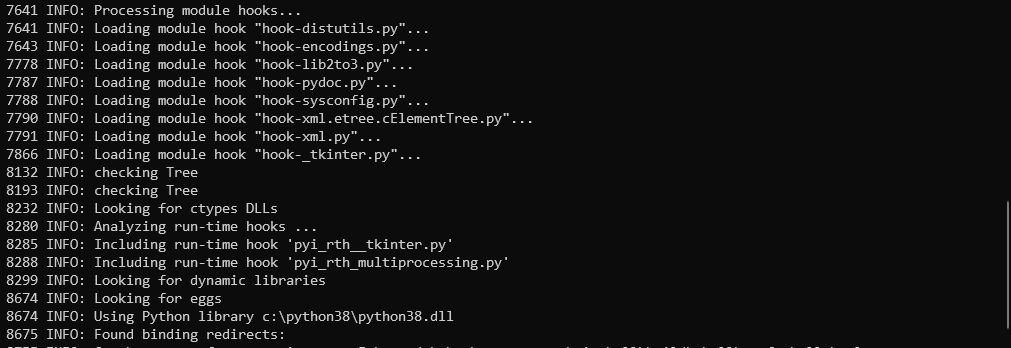 7641 INFO: Processing module hooks...
7641 INFO: Loading module hook "hook-distutils.py"...
7643 INFO: Loading module hook "hook-encodings.py"...
7778 INFO: Loading module hook "hook-lib2to3.py"...
7787 INFO: Loading module hook "hook-pydoc.py"...
7788 INFO: Loading module hook "hook-sysconfig.py"...
7790 INFO: Loading module hook "hook-xml.etree.cElementTree.py"...
7791 INFO: Loading module hook "hook-xml.py"...
7866 INFO: Loading module hook "hook-_tkinter.py"...
8132 INFO: checking Tree
8193 INFO: checking Tree
8232 INFO: Looking for ctypes DLLs
8280 INFO: Analyzing run-time hooks ...
8285 INFO: Including run-time hook 'pyi_rth__tkinter.py'
8288 INFO: Including run-time hook 'pyi_rth_multiprocessing.py'
8299 INFO: Looking for dynamic libraries
8674 INFO: Looking for eggs
8674 INFO: Using Python library c:\python38\python38.dll
8675 INFO: Found binding redirects: